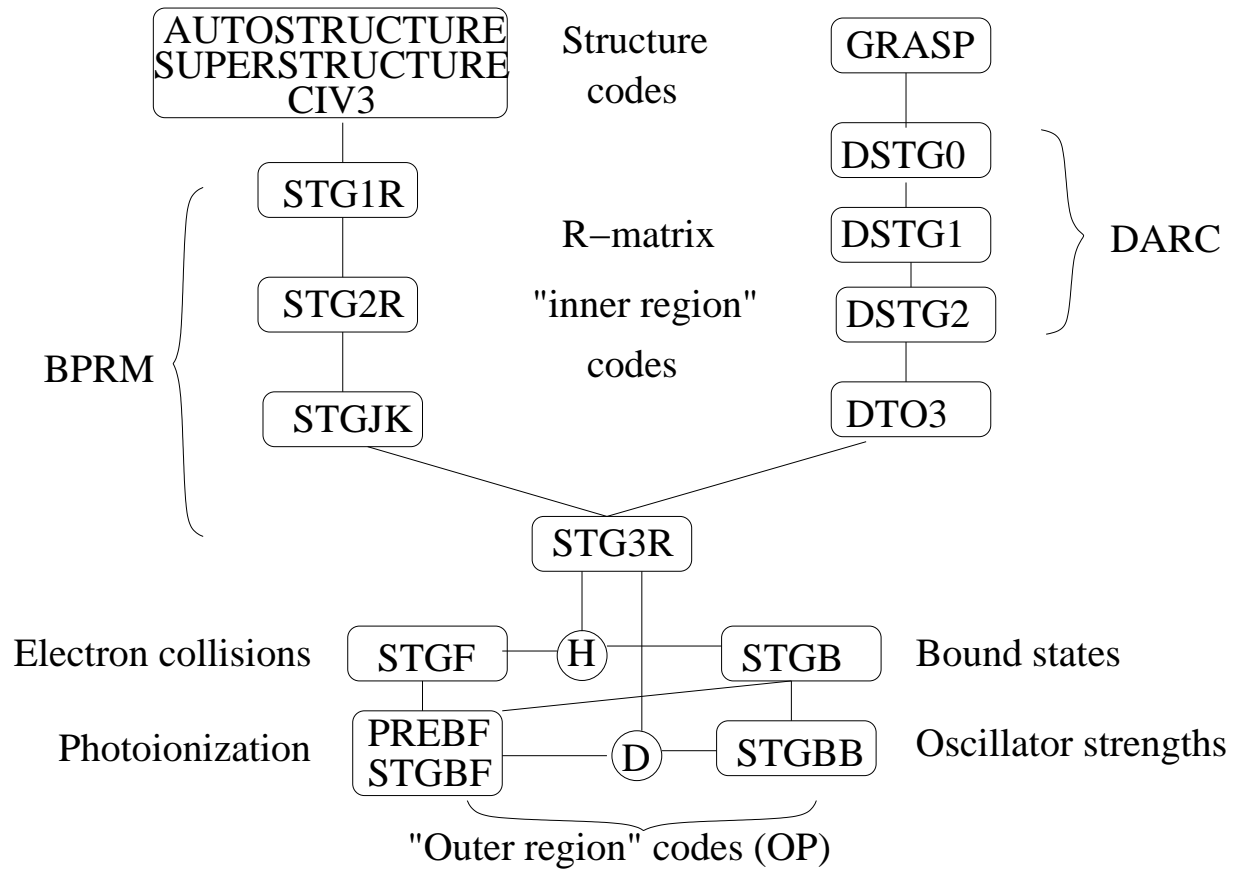 AUTOSTRUCTURE
SUPERSTRUCTURE
CIV3
Structure
codes
GRASP
DSTG0
STG1R
R−matrix
DSTG1
DARC
STG2R
"inner region"
DSTG2
BPRM
codes
STGJK
DTO3
STG3R
Electron collisions
STGF
H
STGB
Bound states
Photoionization
PREBF
STGBF
D
STGBB
Oscillator strengths
"Outer region" codes (OP)